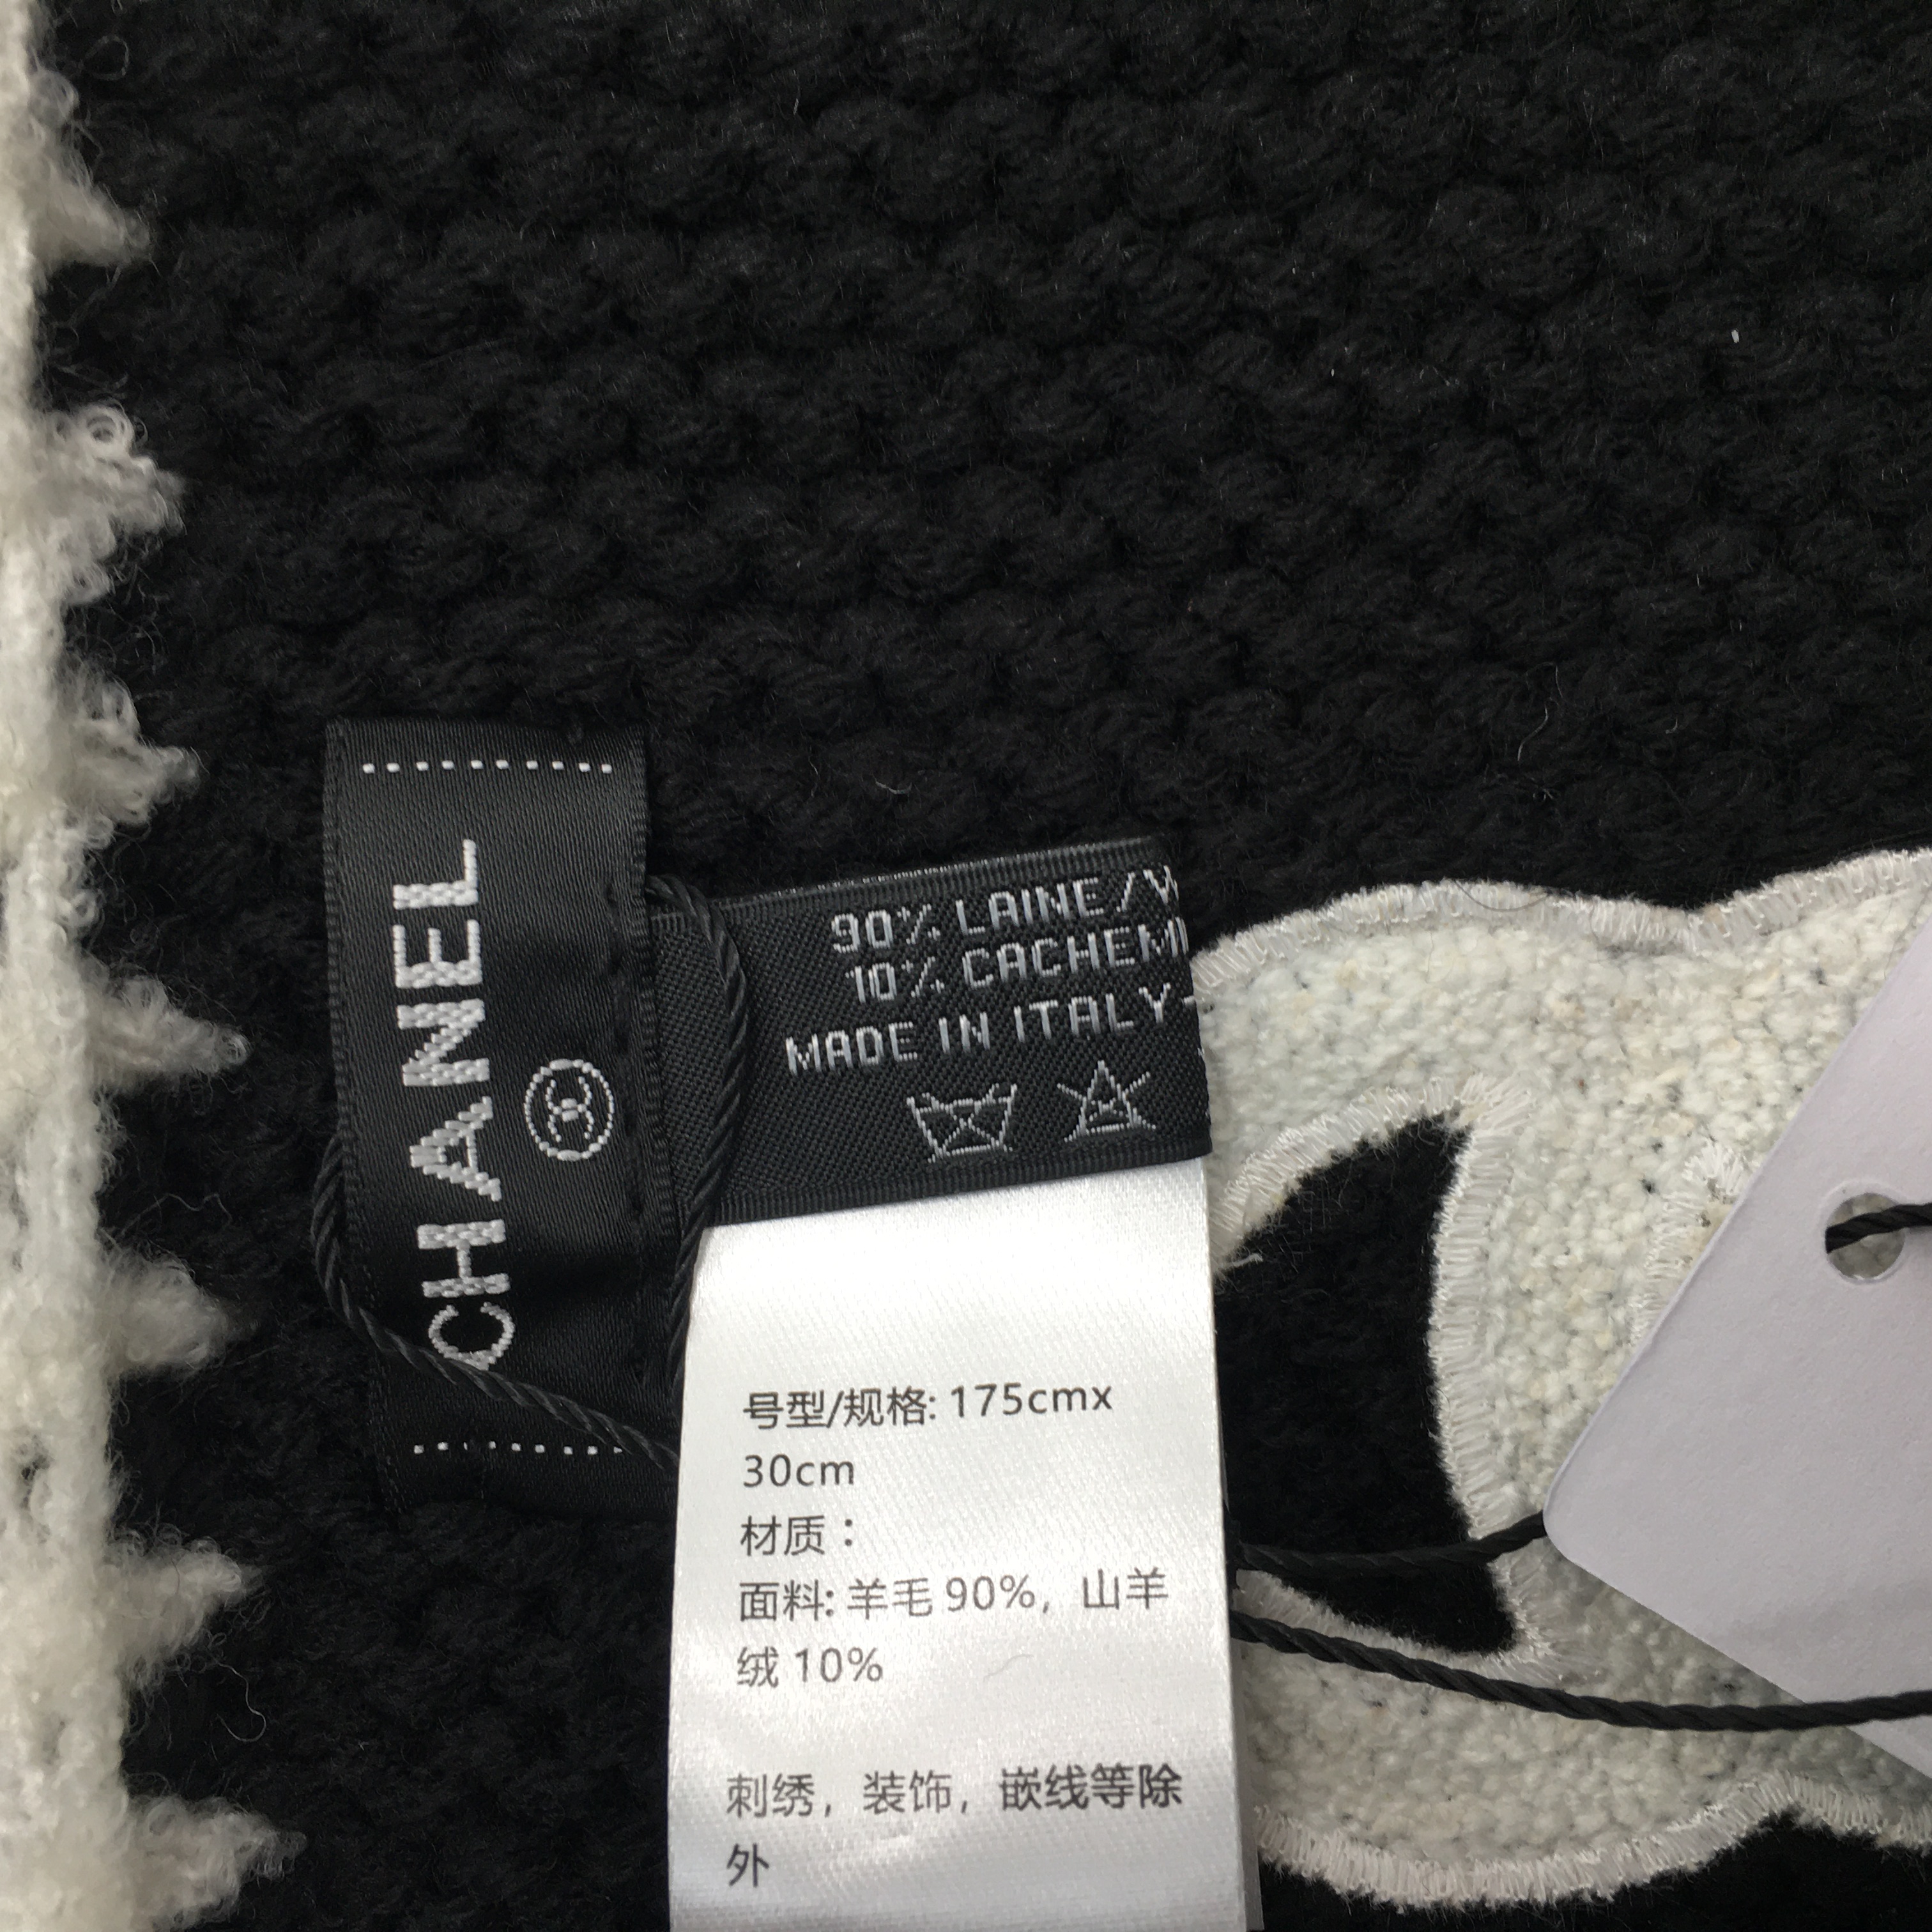 CHANEL
90% LAINE/W
10% CACHEM
MADE IN ITALY-
号型/规格: 175cmx
30cm
材质：
面料: 羊毛 90%, 山羊
绒 10%
刺绣，装饰，嵌线等除
外